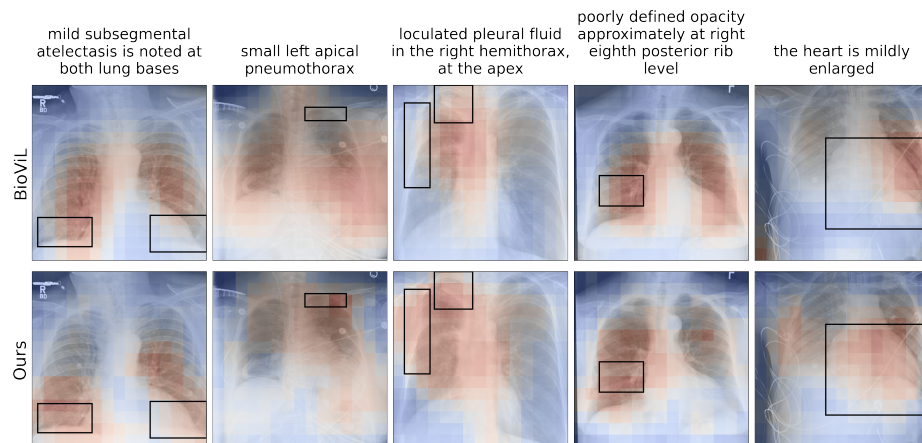 mild subsegmental
atelectasis is noted at
both lung bases
small left apical
pneumothorax
loculated pleural fluid
in the right hemithorax,
at the apex
poorly defined opacity
approximately at right
eighth posterior rib
level
the heart is mildly
enlarged
BioViL
R
Ours
R